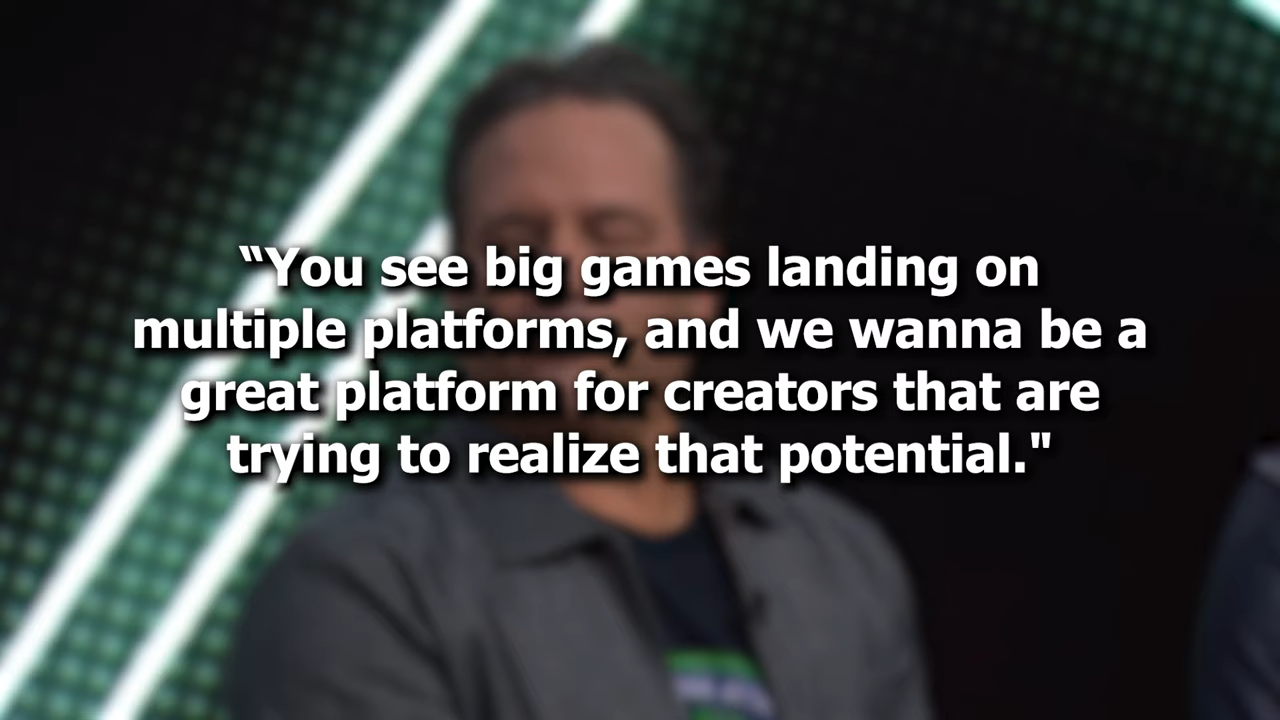 “You see big games landing on
multiple platforms, and we wanna be a
great platform for creators that are
trying to realize that potential."